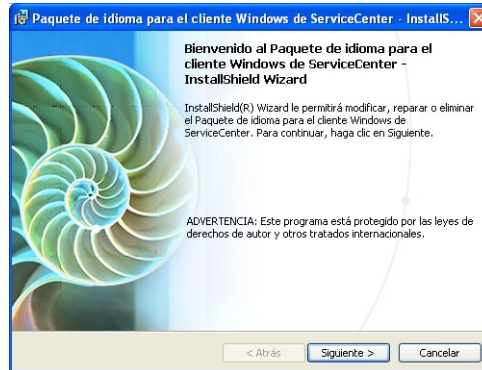 Paquete de idioma para el cliente Windows de ServiceCenter - InstallS...
Bienvenido al Paquete de idioma para el
cliente Windows de ServiceCenter -
InstallShield Wizard
InstallShield(R) Wizard le permitirá modificar, reparar o eliminar
el Paquete de idioma para el cliente Windows de
ServiceCenter. Para continuar, haga clic en Siguiente.
ADVERTENCIA: Este programa está protegido por las leyes de
derechos de autor y otros tratados internacionales.
< Atrás
Siguiente >
Cancelar